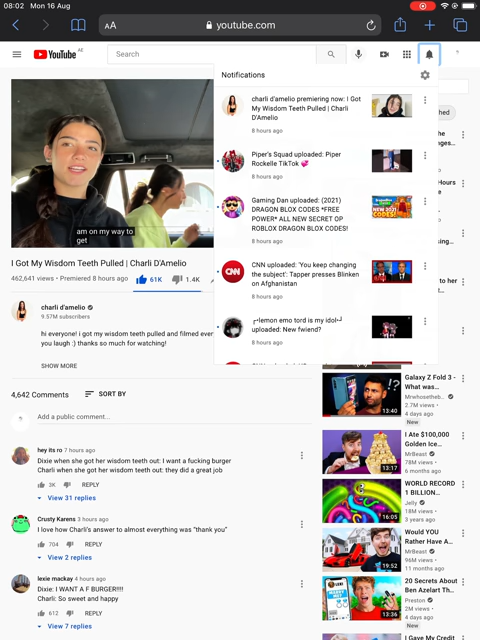 08:02 Mon 16 Aug
AA
youtube.com
YouTube AE
Search
Notifications
charli d'amelio premiering now: I Got
My Wisdom Teeth Pulled | Charli
D'Amelio
8 hours ago
Piper's Squad uploaded: Piper
Rockelle TikTok 💞
8 hours ago
Gaming Dan uploaded: (2021)
DRAGON BLOX CODES *FREE
POWER* ALL NEW SECRET OP
ROBLOX DRAGON BLOX CODES!
8 hours ago
CNN uploaded: 'You keep changing
the subject': Tapper presses Blinken
on Afghanistan
8 hours ago
┌•lemon emo tord is my idol•┘
uploaded: New fwiend?
8 hours ago
am on my way to
get
I Got My Wisdom Teeth Pulled | Charli D'Amelio
462,641 views • Premiered 8 hours ago
61K
1.4K
charli d'amelio
9.57M subscribers
hi everyone! i got my wisdom teeth pulled and filmed ever
you laugh :) thanks so much for watching!
SHOW MORE
4,642 Comments
SORT BY
Add a public comment...
hey its ro 7 hours ago
Dixie when she got her wisdom teeth out: I want a fucking burger
Charli when she got her wisdom teeth out: they did a great job
3K
REPLY
View 31 replies
Crusty Karens 3 hours ago
I love how Charli's answer to almost everything was "thank you"
704
REPLY
View 2 replies
lexie mackay 4 hours ago
Dixie: I WANT A F BURGER!!!!
Charli: So sweet and happy
612
REPLY
View 7 replies
Galaxy Z Fold 3 -
What was...
Mrwhosetheb...
2.7M views •
4 days ago
New
13:40
I Ate $100,000
Golden Ice...
MrBeast
78M views •
6 months ago
13:17
WORLD RECORD
1 BILLION...
Jelly
18M views •
3 years ago
16:05
Would YOU
Rather Have A...
MrBeast
96M views •
11 months ago
19:52
20 Secrets About
Ben Azelart Th...
Preston
2M views •
4 days ago
New
13:36
I Gave My Credit